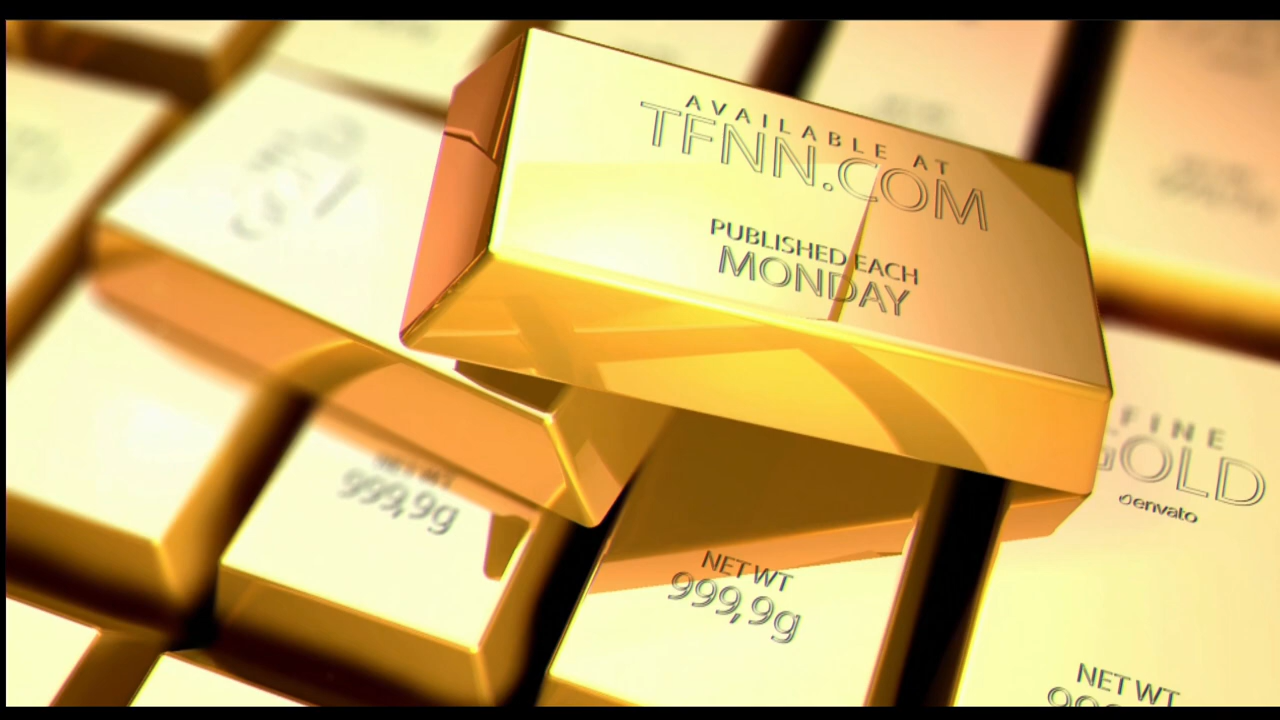 AVAILABLE AT
TFNN.COM
PUBLISHED EACH
MONDAY
FINE
GOLD
envato
NET WT
999,9g
NET WT
999,9g
NET WT